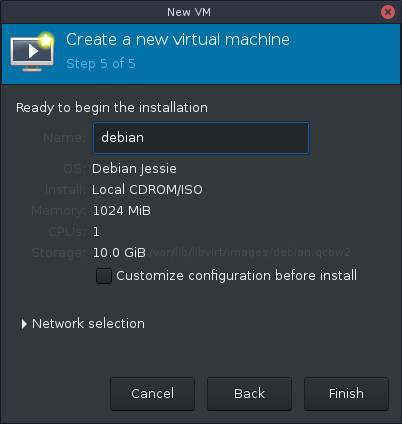 New VM
Create a new virtual machine
Step 5 of 5
Ready to begin the installation
Name: debian
OS: Debian Jessie
Install: Local CDROM/ISO
Memory: 1024 MiB
CPUs: 1
Storage: 10.0 GiB /var/lib/libvirt/images/debian.qcow2
Customize configuration before install
Network selection
Cancel Back Finish